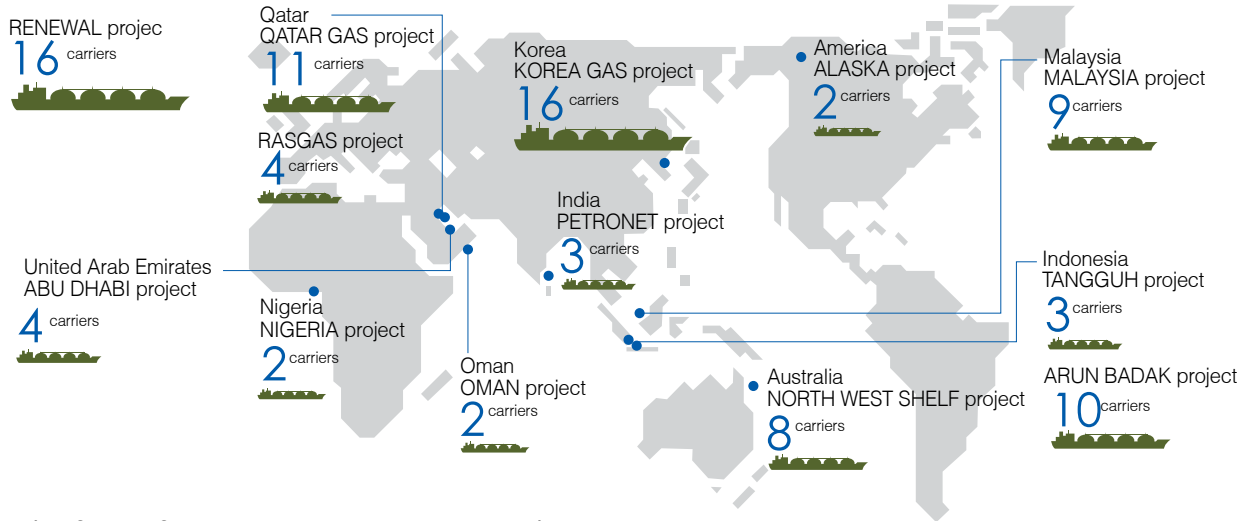 RENEWAL projec
16 carriers
Qatar
QATAR GAS project
11 carriers
RASGAS project
4 carriers
Korea
KOREA GAS project
16 carriers
America
ALASKA project
2 carriers
Malaysia
MALAYSIA project
9 carriers
India
PETRONET project
3 carriers
United Arab Emirates
ABU DHABI project
4 carriers
Nigeria
NIGERIA project
2 carriers
Oman
OMAN project
2 carriers
Australia
NORTH WEST SHELF project
8 carriers
Indonesia
TANGGUH project
3 carriers
ARUN BADAK project
10 carriers